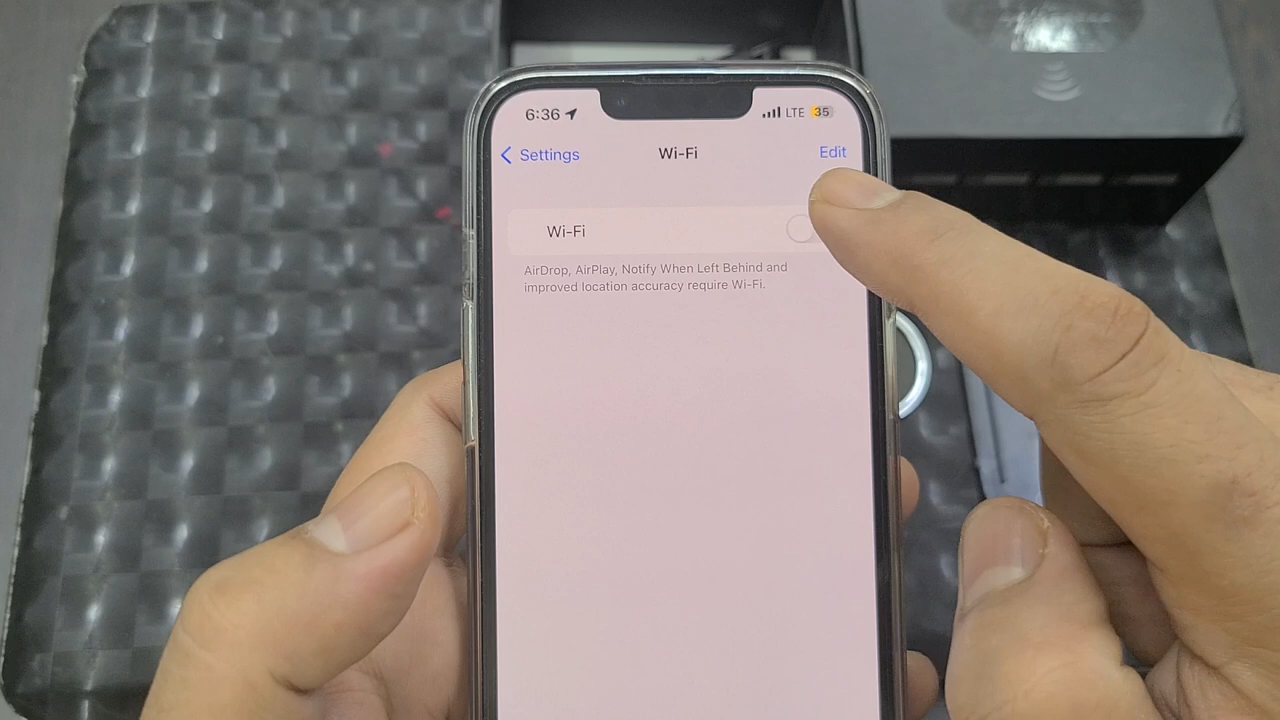 6:36 LTE 35
Settings Wi-Fi Edit
Wi-Fi
AirDrop, AirPlay, Notify When Left Behind and
improved location accuracy require Wi-Fi.